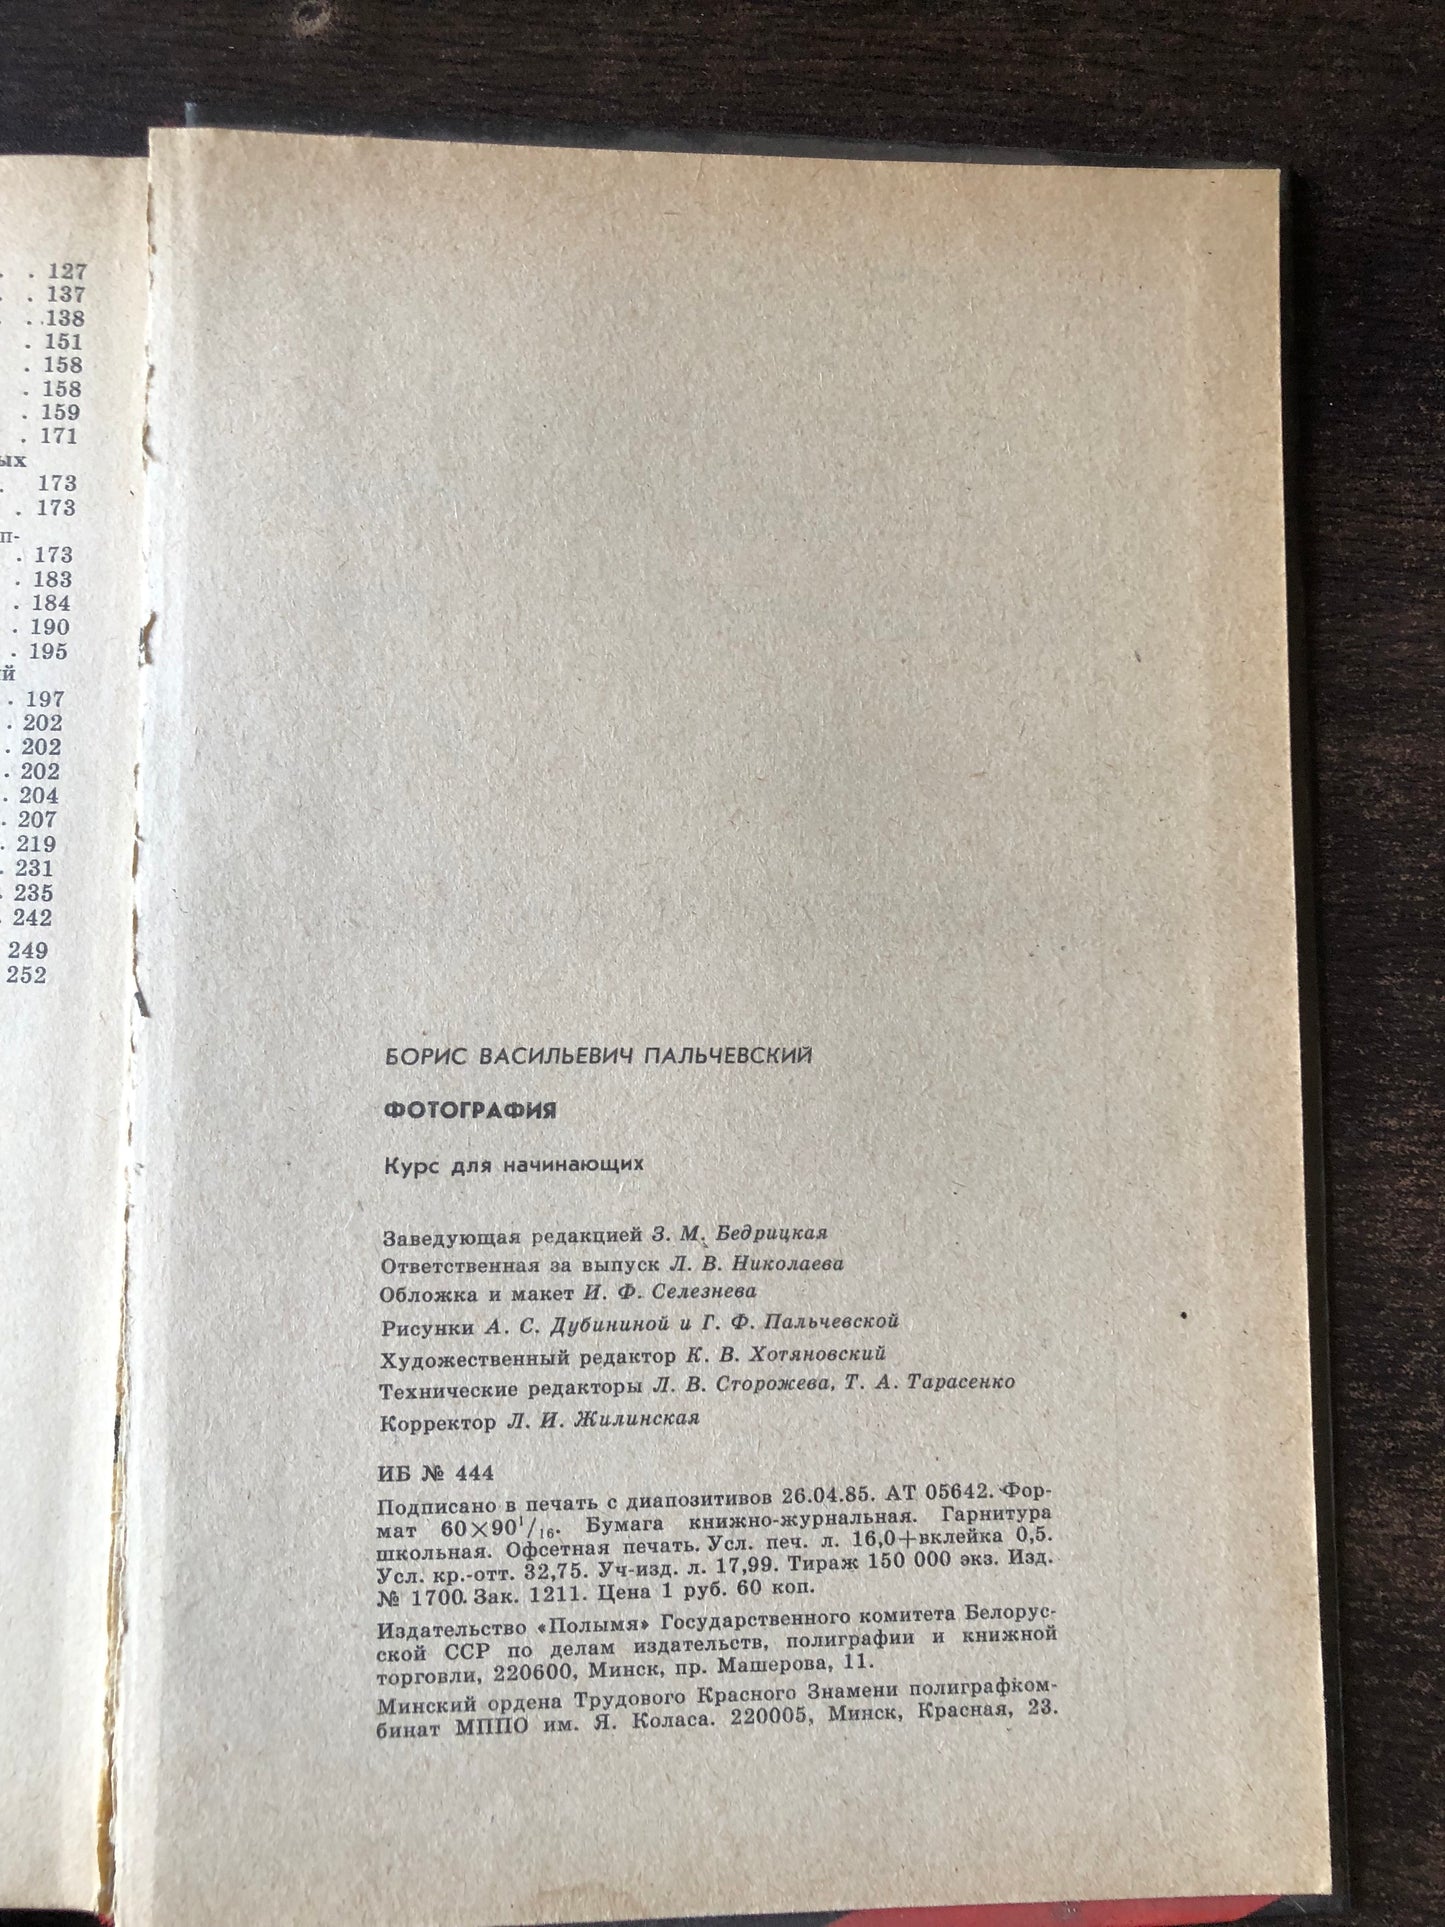 . . 127
. . 137
. . 138
. 151
. 158
. 158
. 159
. 171
ых
. 173
. 173
п-
. 173
. 183
. 184
. 190
. 195
й
. 197
. 202
. 202
. 202
. 204
. 207
. 219
. 231
. 235
. 242
249
252
БОРИС ВАСИЛЬЕВИЧ ПАЛЬЧЕВСКИЙ
ФОТОГРАФИЯ
Курс для начинающих
Заведующая редакцией З. М. Бедрицкая
Ответственная за выпуск Л. В. Николаева
Обложка и макет И. Ф. Селезнева
Рисунки А. С. Дубининой и Г. Ф. Пальчевской
Художественный редактор К. В. Хотяновский
Технические редакторы Л. В. Сторожева, Т. А. Тарасенко
Корректор Л. И. Жилинская
ИБ № 444
Подписано в печать с диапозитивов 26.04.85. АТ 05642. Фор-
мат 60×90¹/₁₆. Бумага книжно-журнальная. Гарнитура
школьная. Офсетная печать. Усл. печ. л. 16,0+вклейка 0,5.
Усл. кр.-отт. 32,75. Уч-изд. л. 17,99. Тираж 150 000 экз. Изд.
№ 1700. Зак. 1211. Цена 1 руб. 60 коп.
Издательство «Полымя» Государственного комитета Белорус-
ской ССР по делам издательств, полиграфии и книжной
торговли, 220600, Минск, пр. Машерова, 11.
Минский ордена Трудового Красного Знамени полиграфком-
бинат МППО им. Я. Коласа. 220005, Минск, Красная, 23.